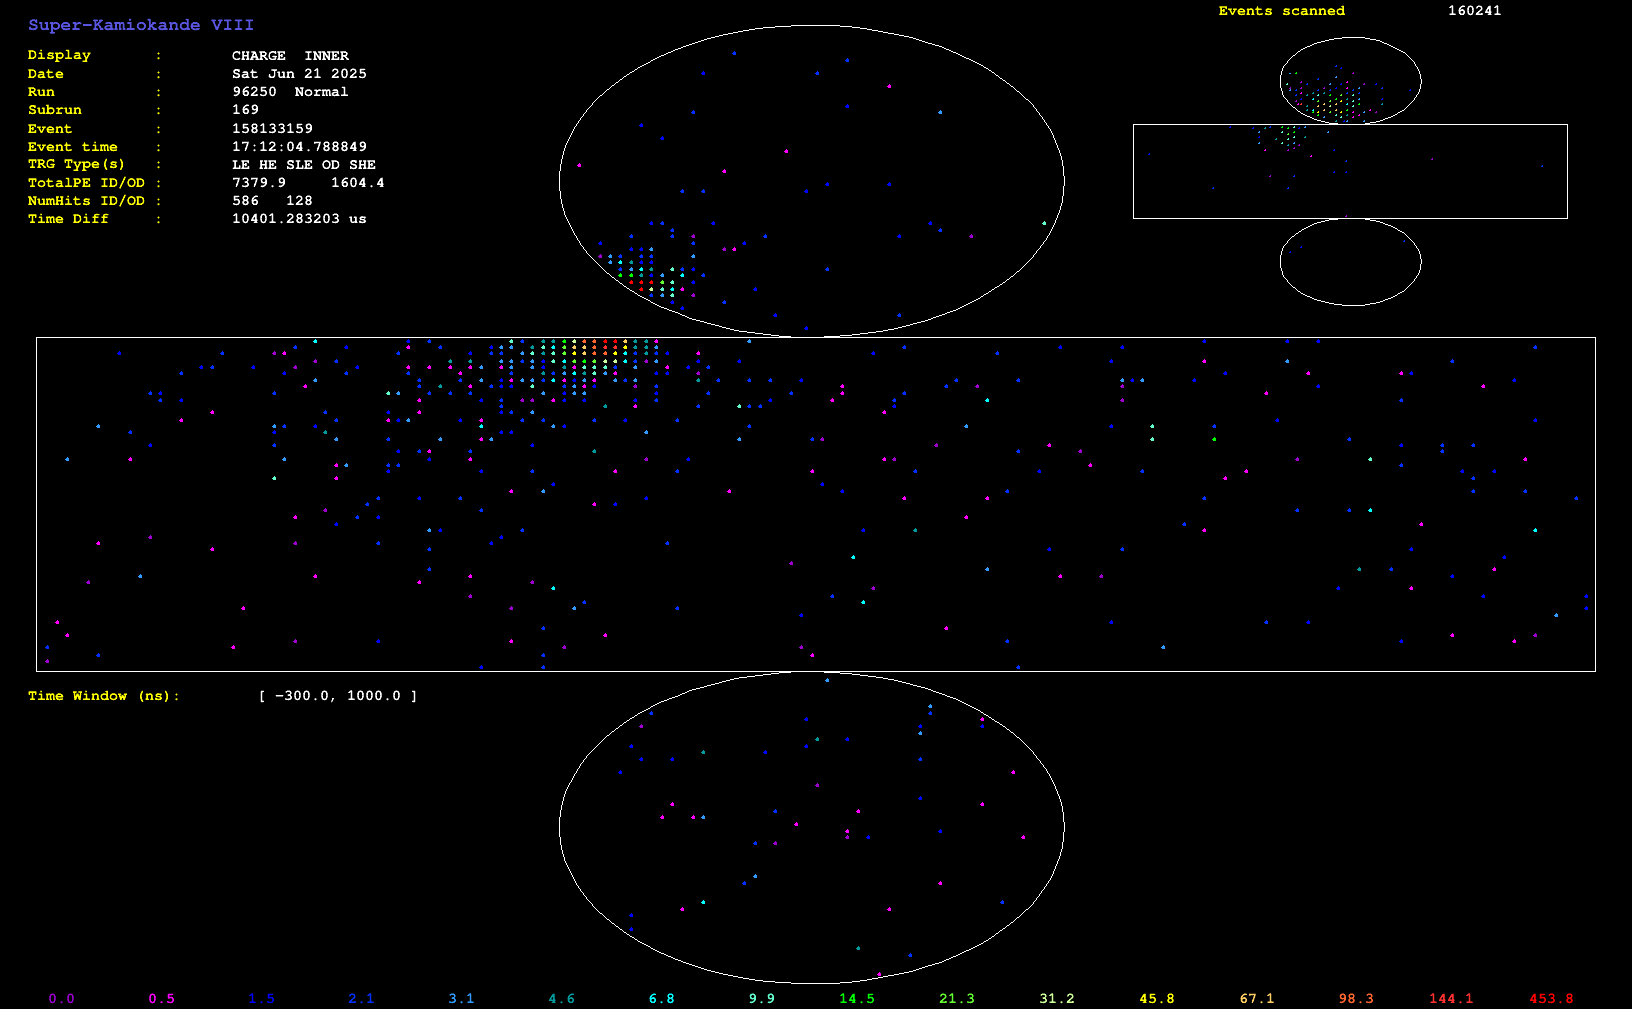 Super-Kamiokande VIII
Events scanned 160241
Display : CHARGE INNER
Date : Sat Jun 21 2025
Run : 96250 Normal
Subrun : 169
Event : 158133159
Event time : 17:12:04.788849
TRG Type(s) : LE HE SLE OD SHE
TotalPE ID/OD : 7379.9 1604.4
NumHits ID/OD : 586 128
Time Diff : 10401.283203 us
Time Window (ns): [ -300.0, 1000.0 ]
0.0 0.5 1.5 2.1 3.1 4.6 6.8 9.9 14.5 21.3 31.2 45.8 67.1 98.3 144.1 453.8